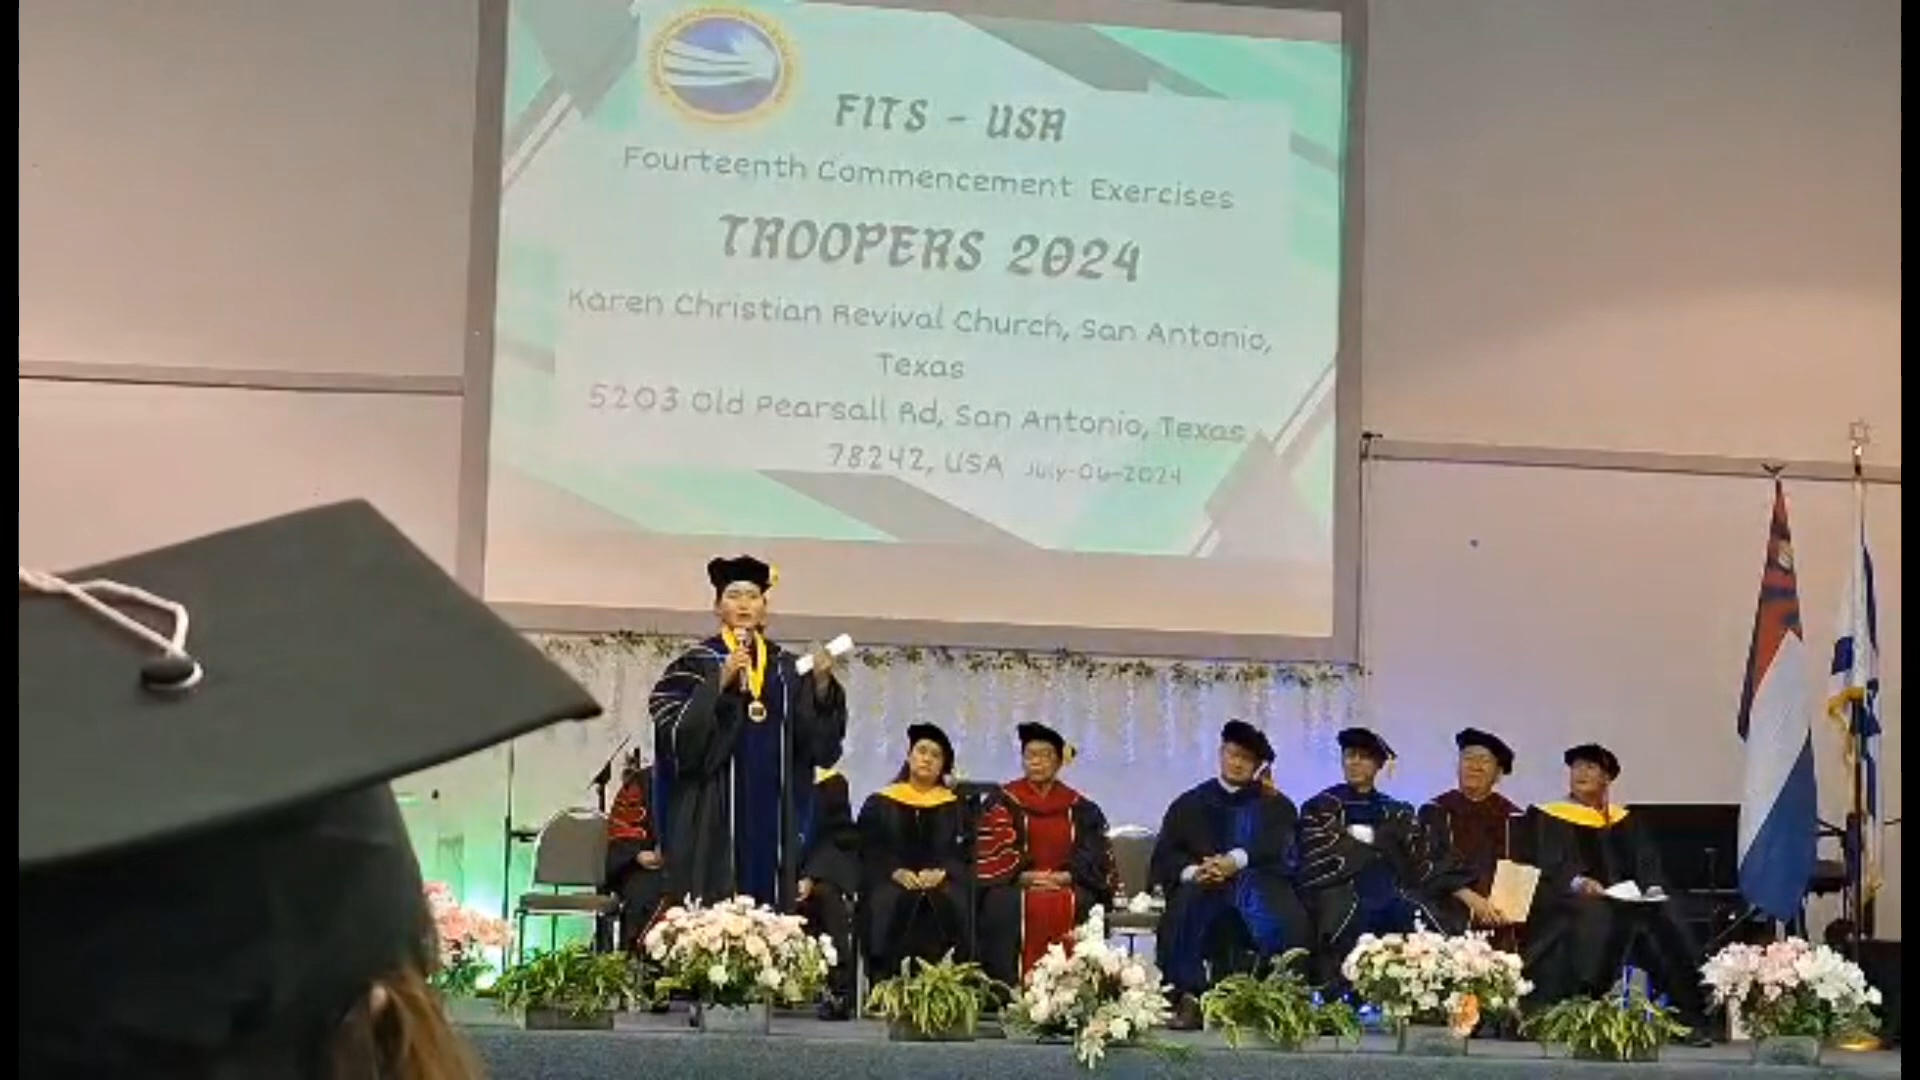 FITS - USA
Fourteenth Commencement Exercises
TROOPERS 2024
Karen Christian Revival Church, San Antonio,
Texas
5203 Old Pearsall Rd, San Antonio, Texas
78242, USA July-06-2024